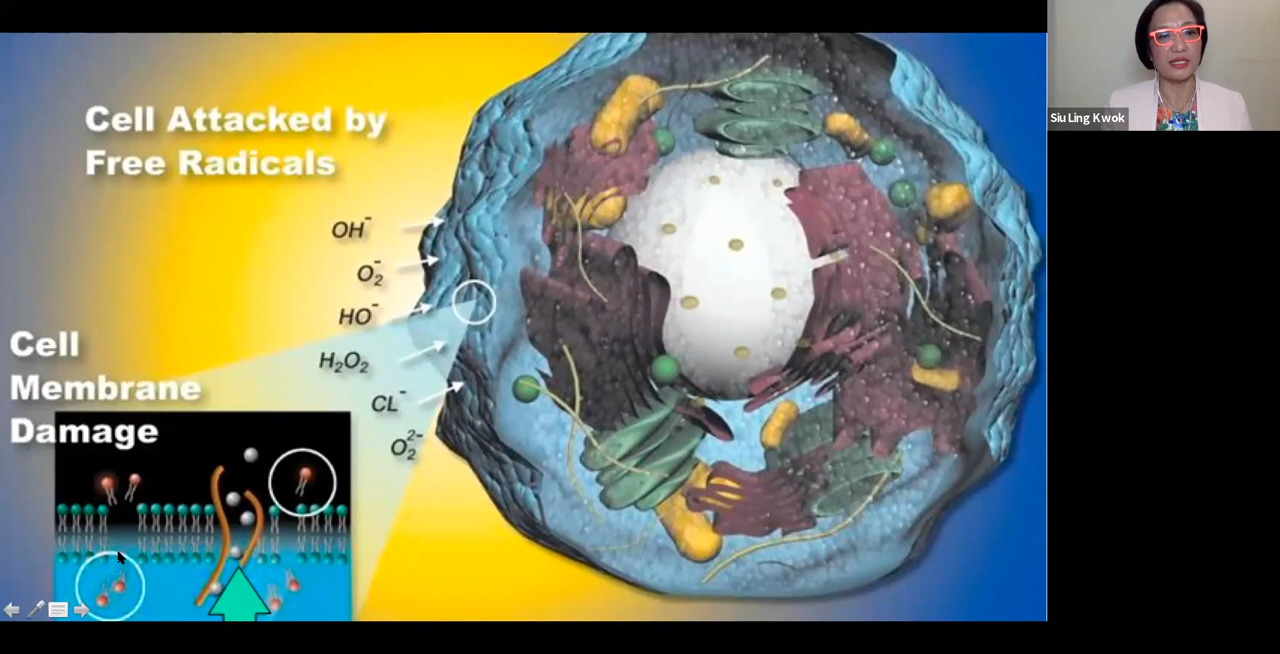 Cell Attacked by
Free Radicals
OH⁻
O₂⁻
HO⁻
H₂O₂
CL⁻
O₂²⁻
Cell
Membrane
Damage
Siu Ling Kwok